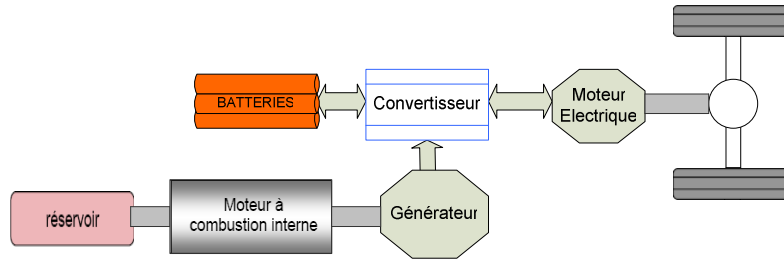 BATTERIES
Convertisseur
Moteur
Electrique
réservoir
Moteur à
combustion interne
Générateur